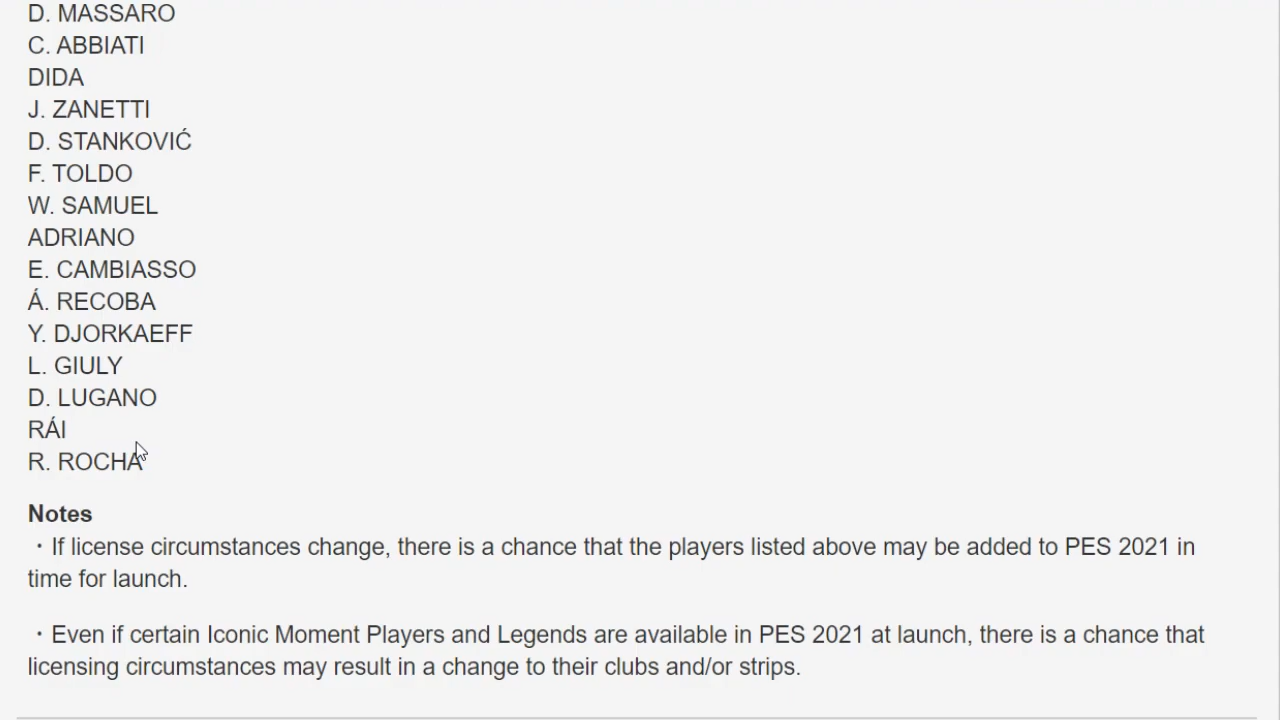 D. MASSARO
C. ABBIATI
DIDA
J. ZANETTI
D. STANKOVIĆ
F. TOLDO
W. SAMUEL
ADRIANO
E. CAMBIASSO
Á. RECOBA
Y. DJORKAEFF
L. GIULY
D. LUGANO
RÁI
R. ROCHA
Notes
・If license circumstances change, there is a chance that the players listed above may be added to PES 2021 in
time for launch.
・Even if certain Iconic Moment Players and Legends are available in PES 2021 at launch, there is a chance that
licensing circumstances may result in a change to their clubs and/or strips.